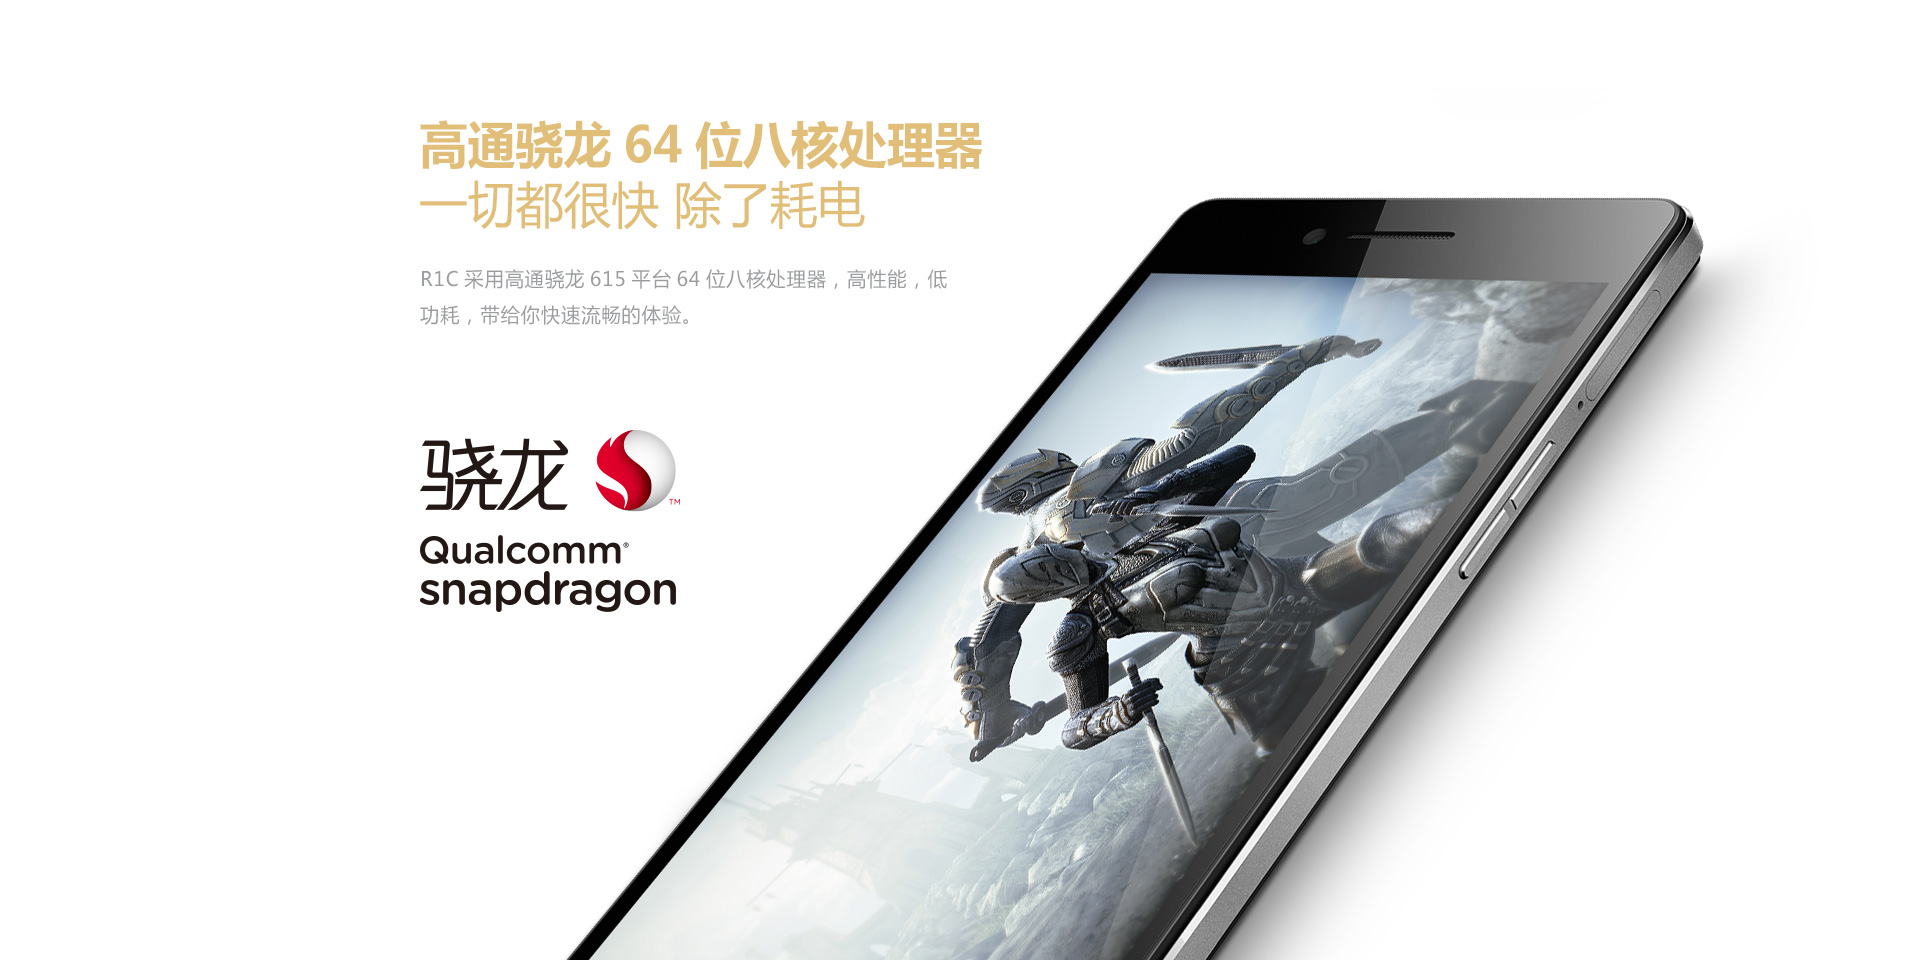 高通骁龙 64 位八核处理器
一切都很快 除了耗电
R1C 采用高通骁龙 615 平台 64 位八核处理器，高性能，低
功耗，带给你快速流畅的体验。
骁龙 TM
Qualcomm®
snapdragon